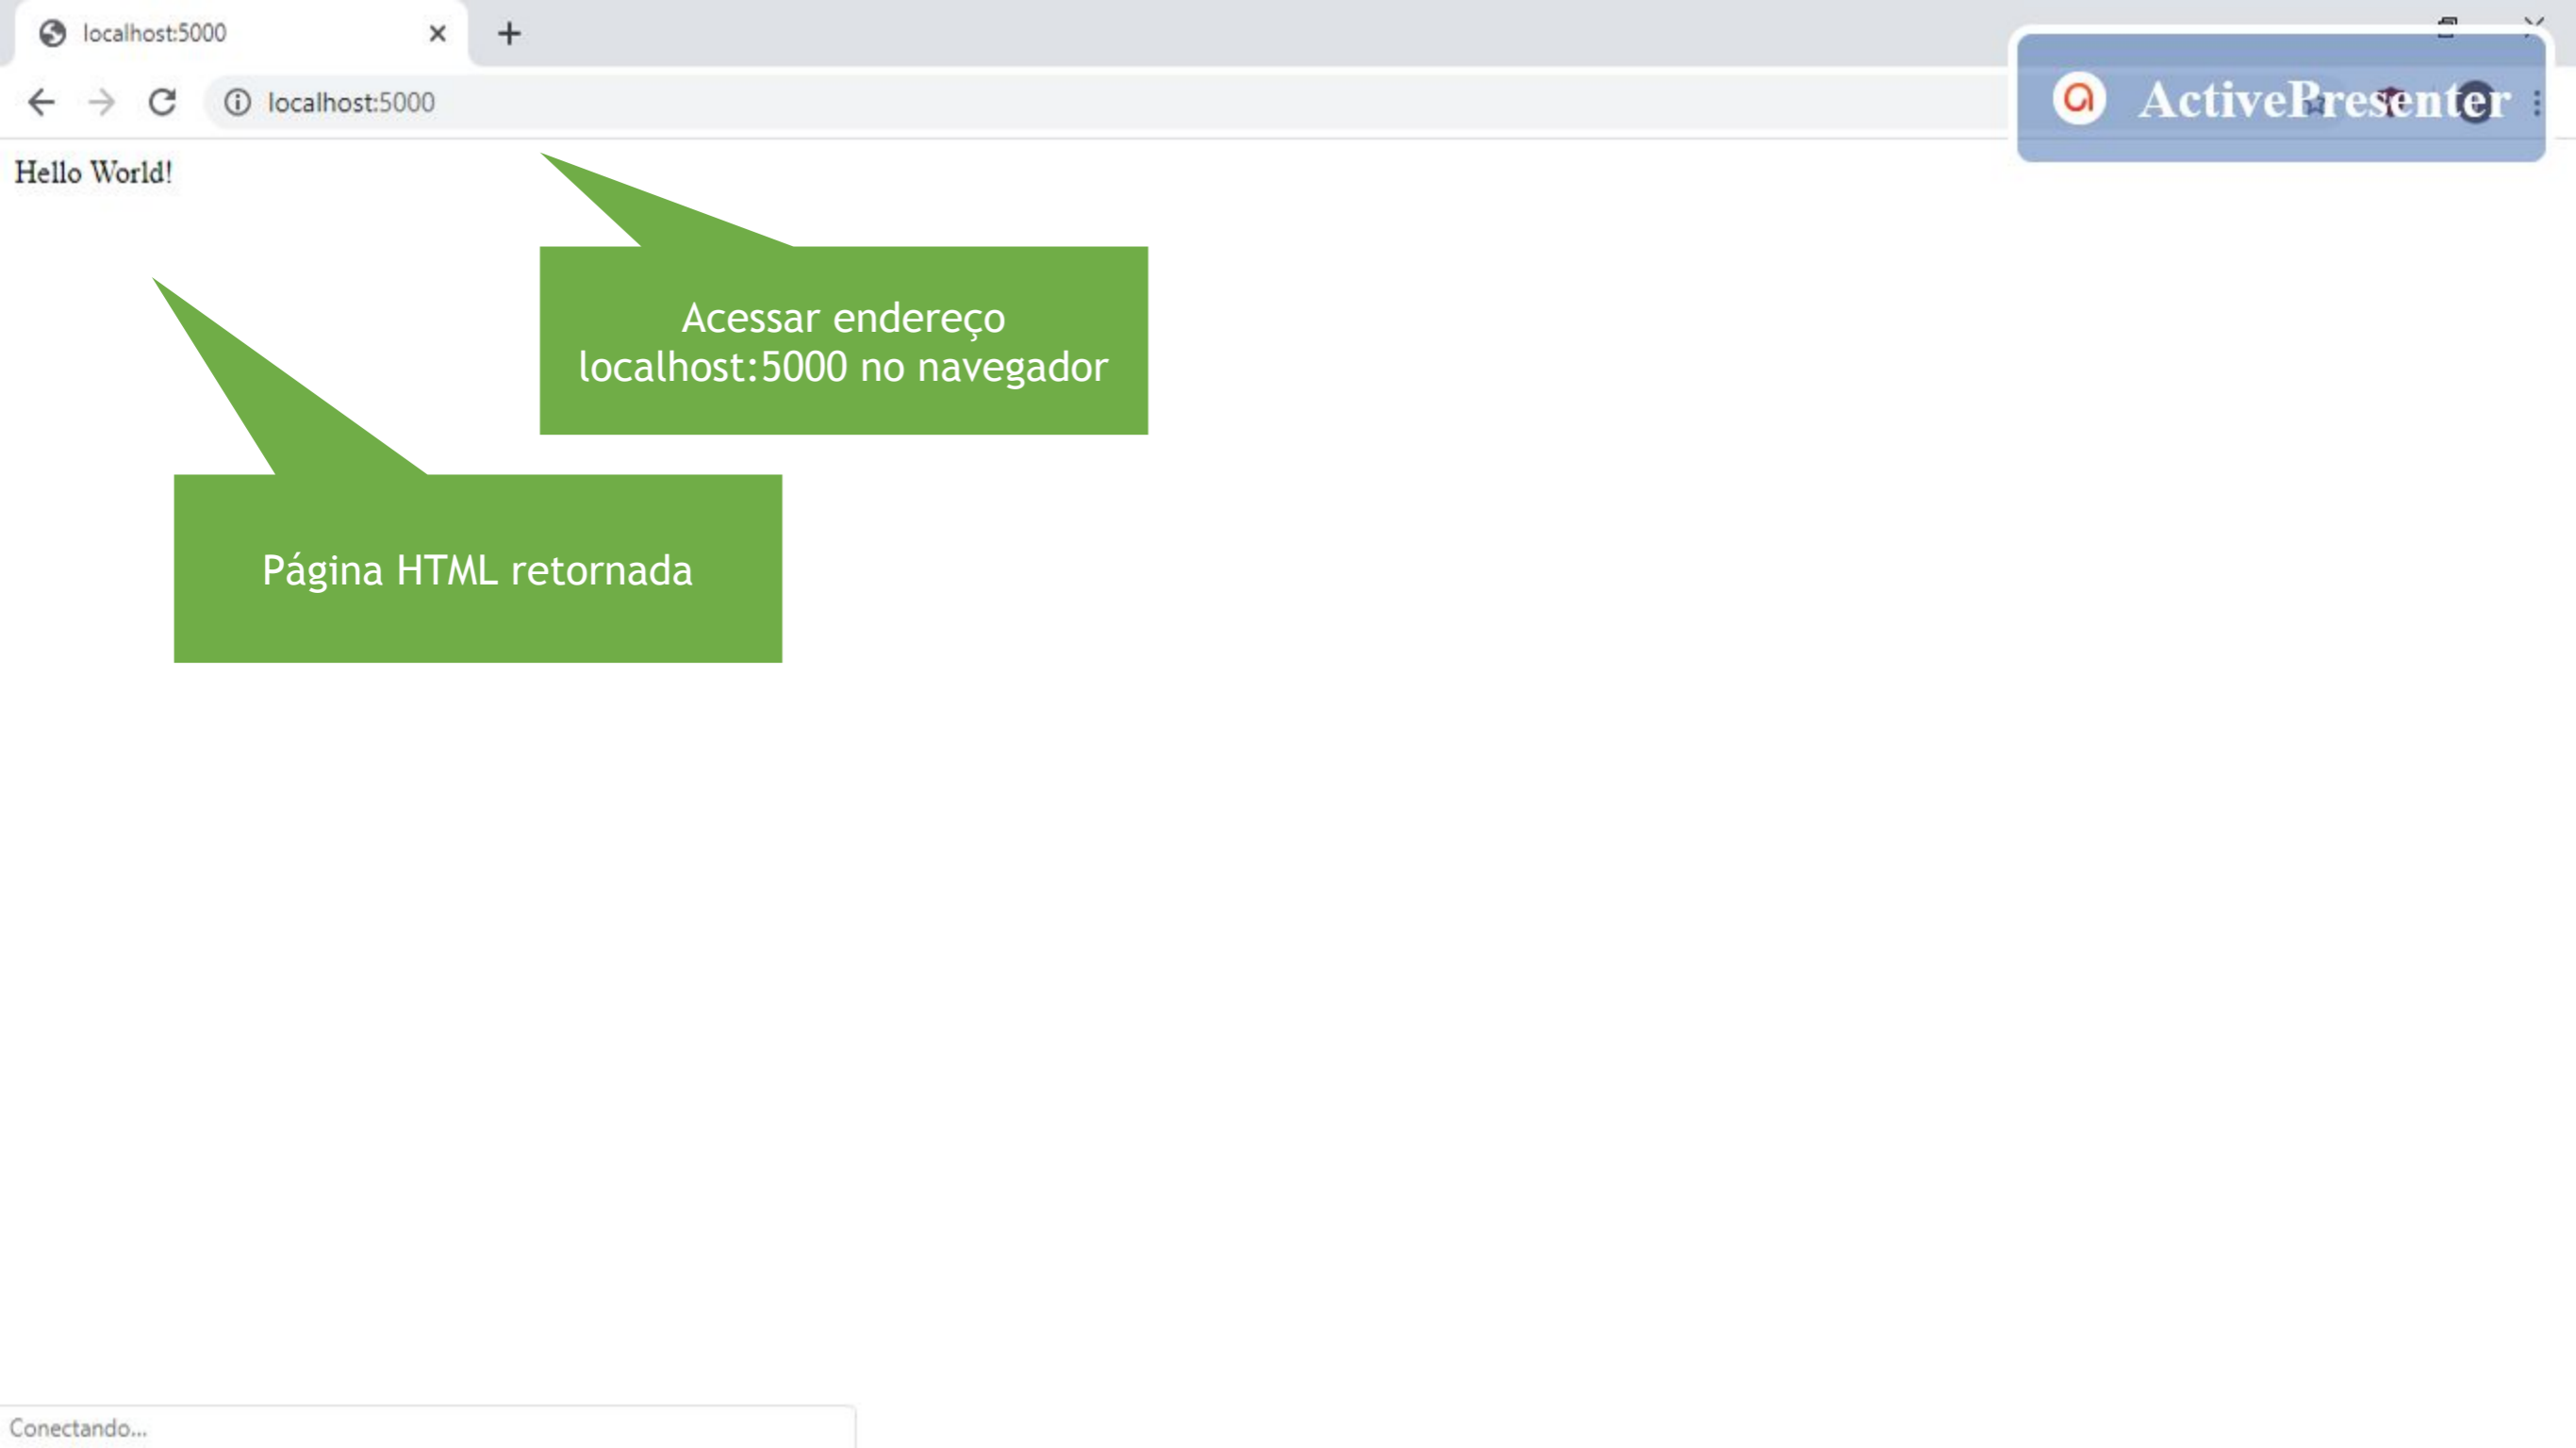 localhost:5000
localhost:5000
ActivePresenter
Hello World!
Acessar endereço
localhost:5000 no navegador
Página HTML retornada
Conectando...